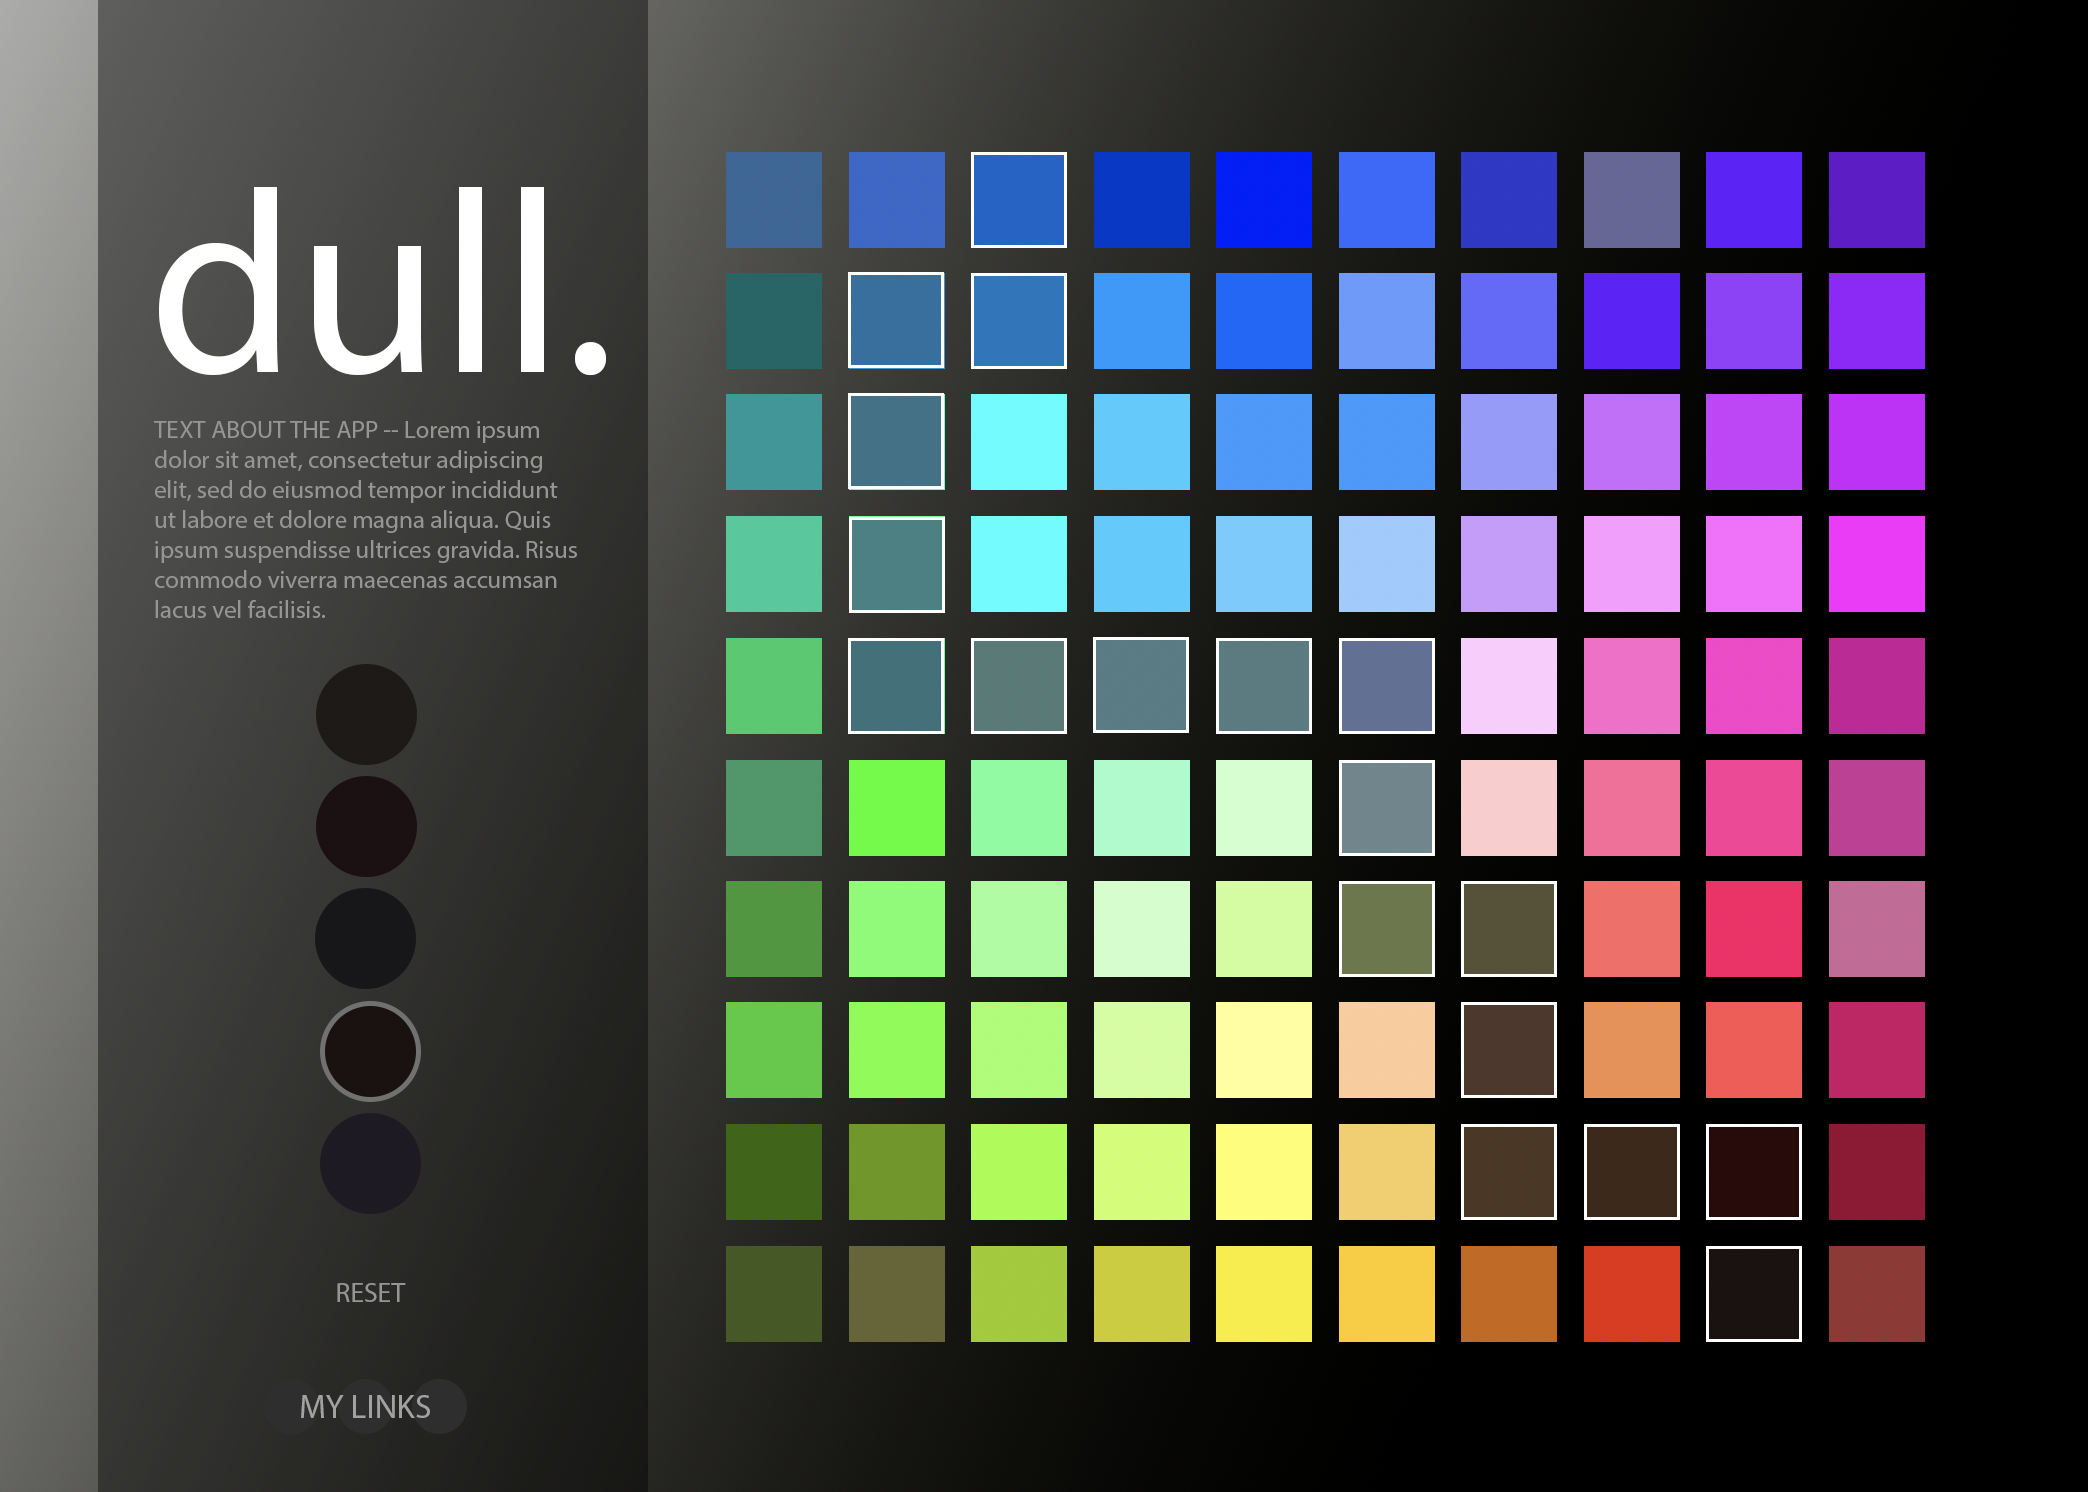 dull.
TEXT ABOUT THE APP -- Lorem ipsum
dolor sit amet, consectetur adipiscing
elit, sed do eiusmod tempor incididunt
ut labore et dolore magna aliqua. Quis
ipsum suspendisse ultrices gravida. Risus
commodo viverra maecenas accumsan
lacus vel facilisis.
RESET
MY LINKS